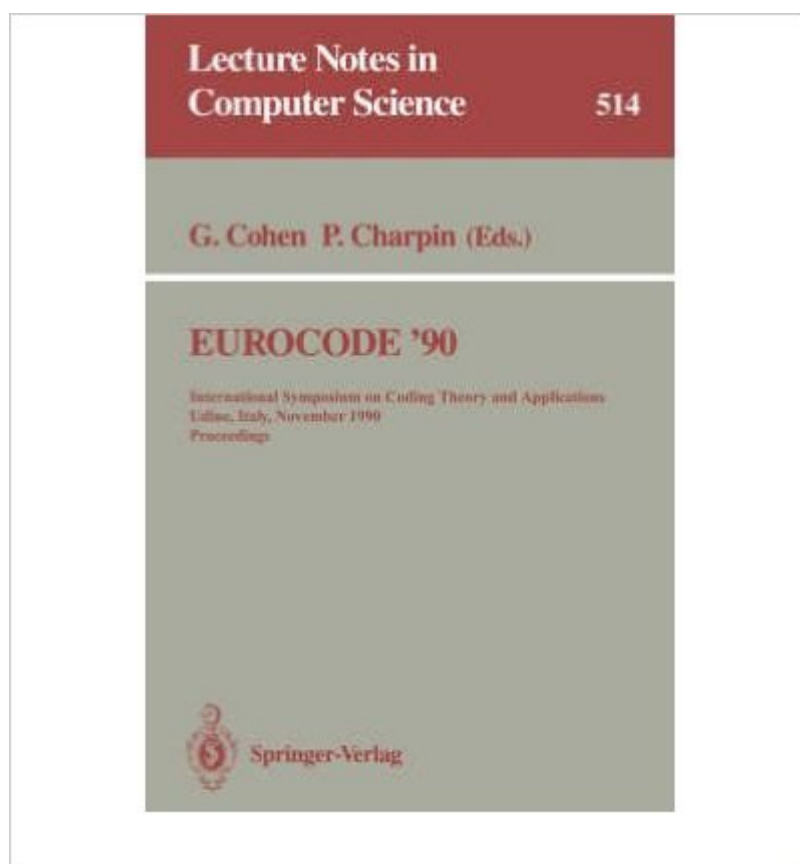 Lecture Notes in
Computer Science 514
G. Cohen P. Charpin (Eds.)
EUROCODE '90
International Symposium on Coding Theory and Applications
Udine, Italy, November 1990
Proceedings
Springer-Verlag